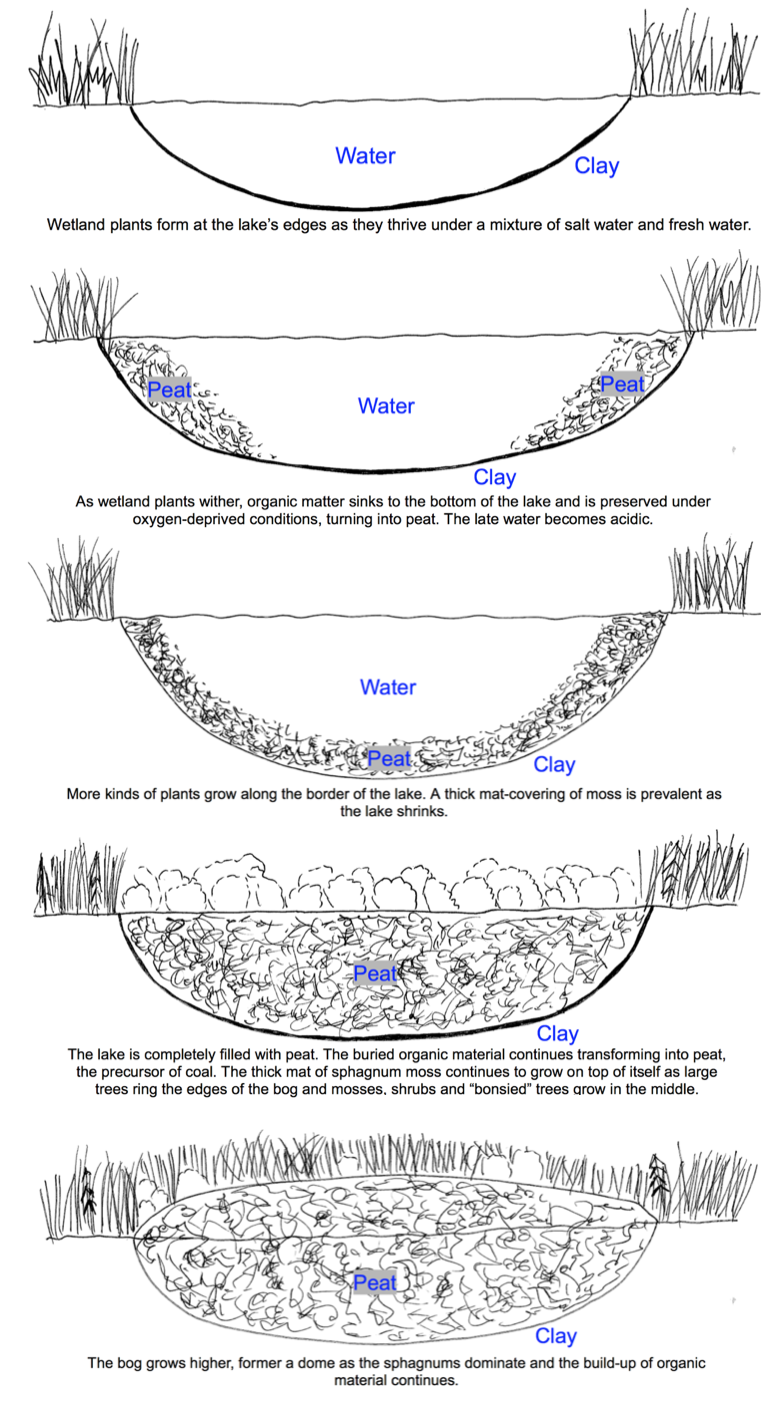 Water
Clay
Wetland plants form at the lake's edges as they thrive under a mixture of salt water and fresh water.
Peat
Peat
Water
Clay
As wetland plants wither, organic matter sinks to the bottom of the lake and is preserved under
oxygen-deprived conditions, turning into peat. The late water becomes acidic.
Water
Peat
Clay
More kinds of plants grow along the border of the lake. A thick mat-covering of moss is prevalent as
the lake shrinks.
Peat
Clay
The lake is completely filled with peat. The buried organic material continues transforming into peat,
the precursor of coal. The thick mat of sphagnum moss continues to grow on top of itself as large
trees ring the edges of the bog and mosses, shrubs and “bonsied” trees grow in the middle.
Peat
Clay
The bog grows higher, former a dome as the sphagnums dominate and the build-up of organic
material continues.